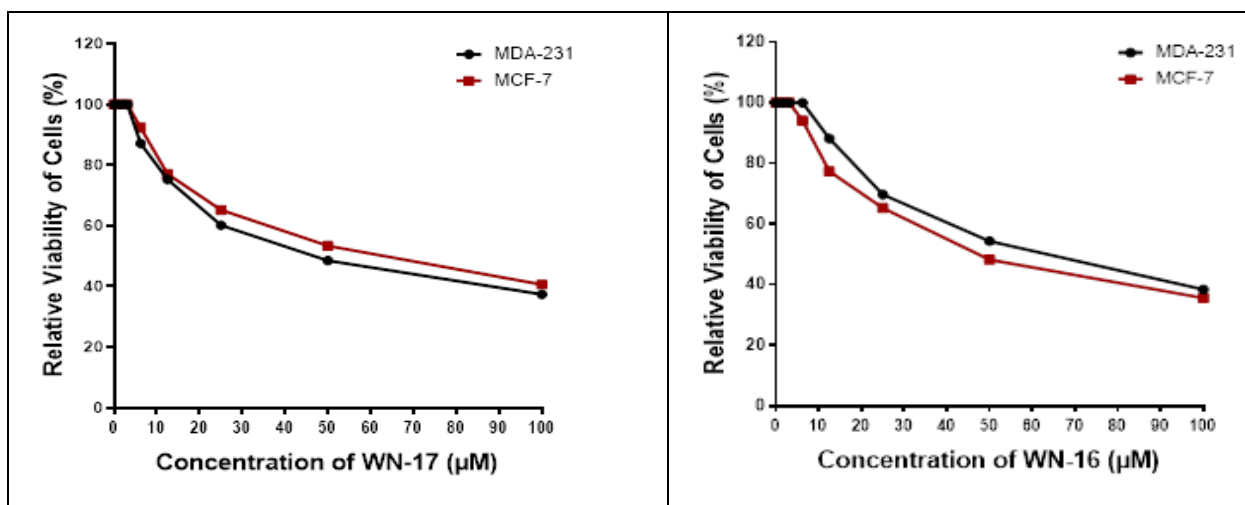 120
100
80
60
40
20
0
Relative Viability of Cells (%)
MDA-231
MCF-7
0 10 20 30 40 50 60 70 80 90 100
Concentration of WN-17 (μM)
120
100
80
60
40
20
0
Relative Viability of Cells (%)
MDA-231
MCF-7
0 10 20 30 40 50 60 70 80 90 100
Concentration of WN-16 (μM)